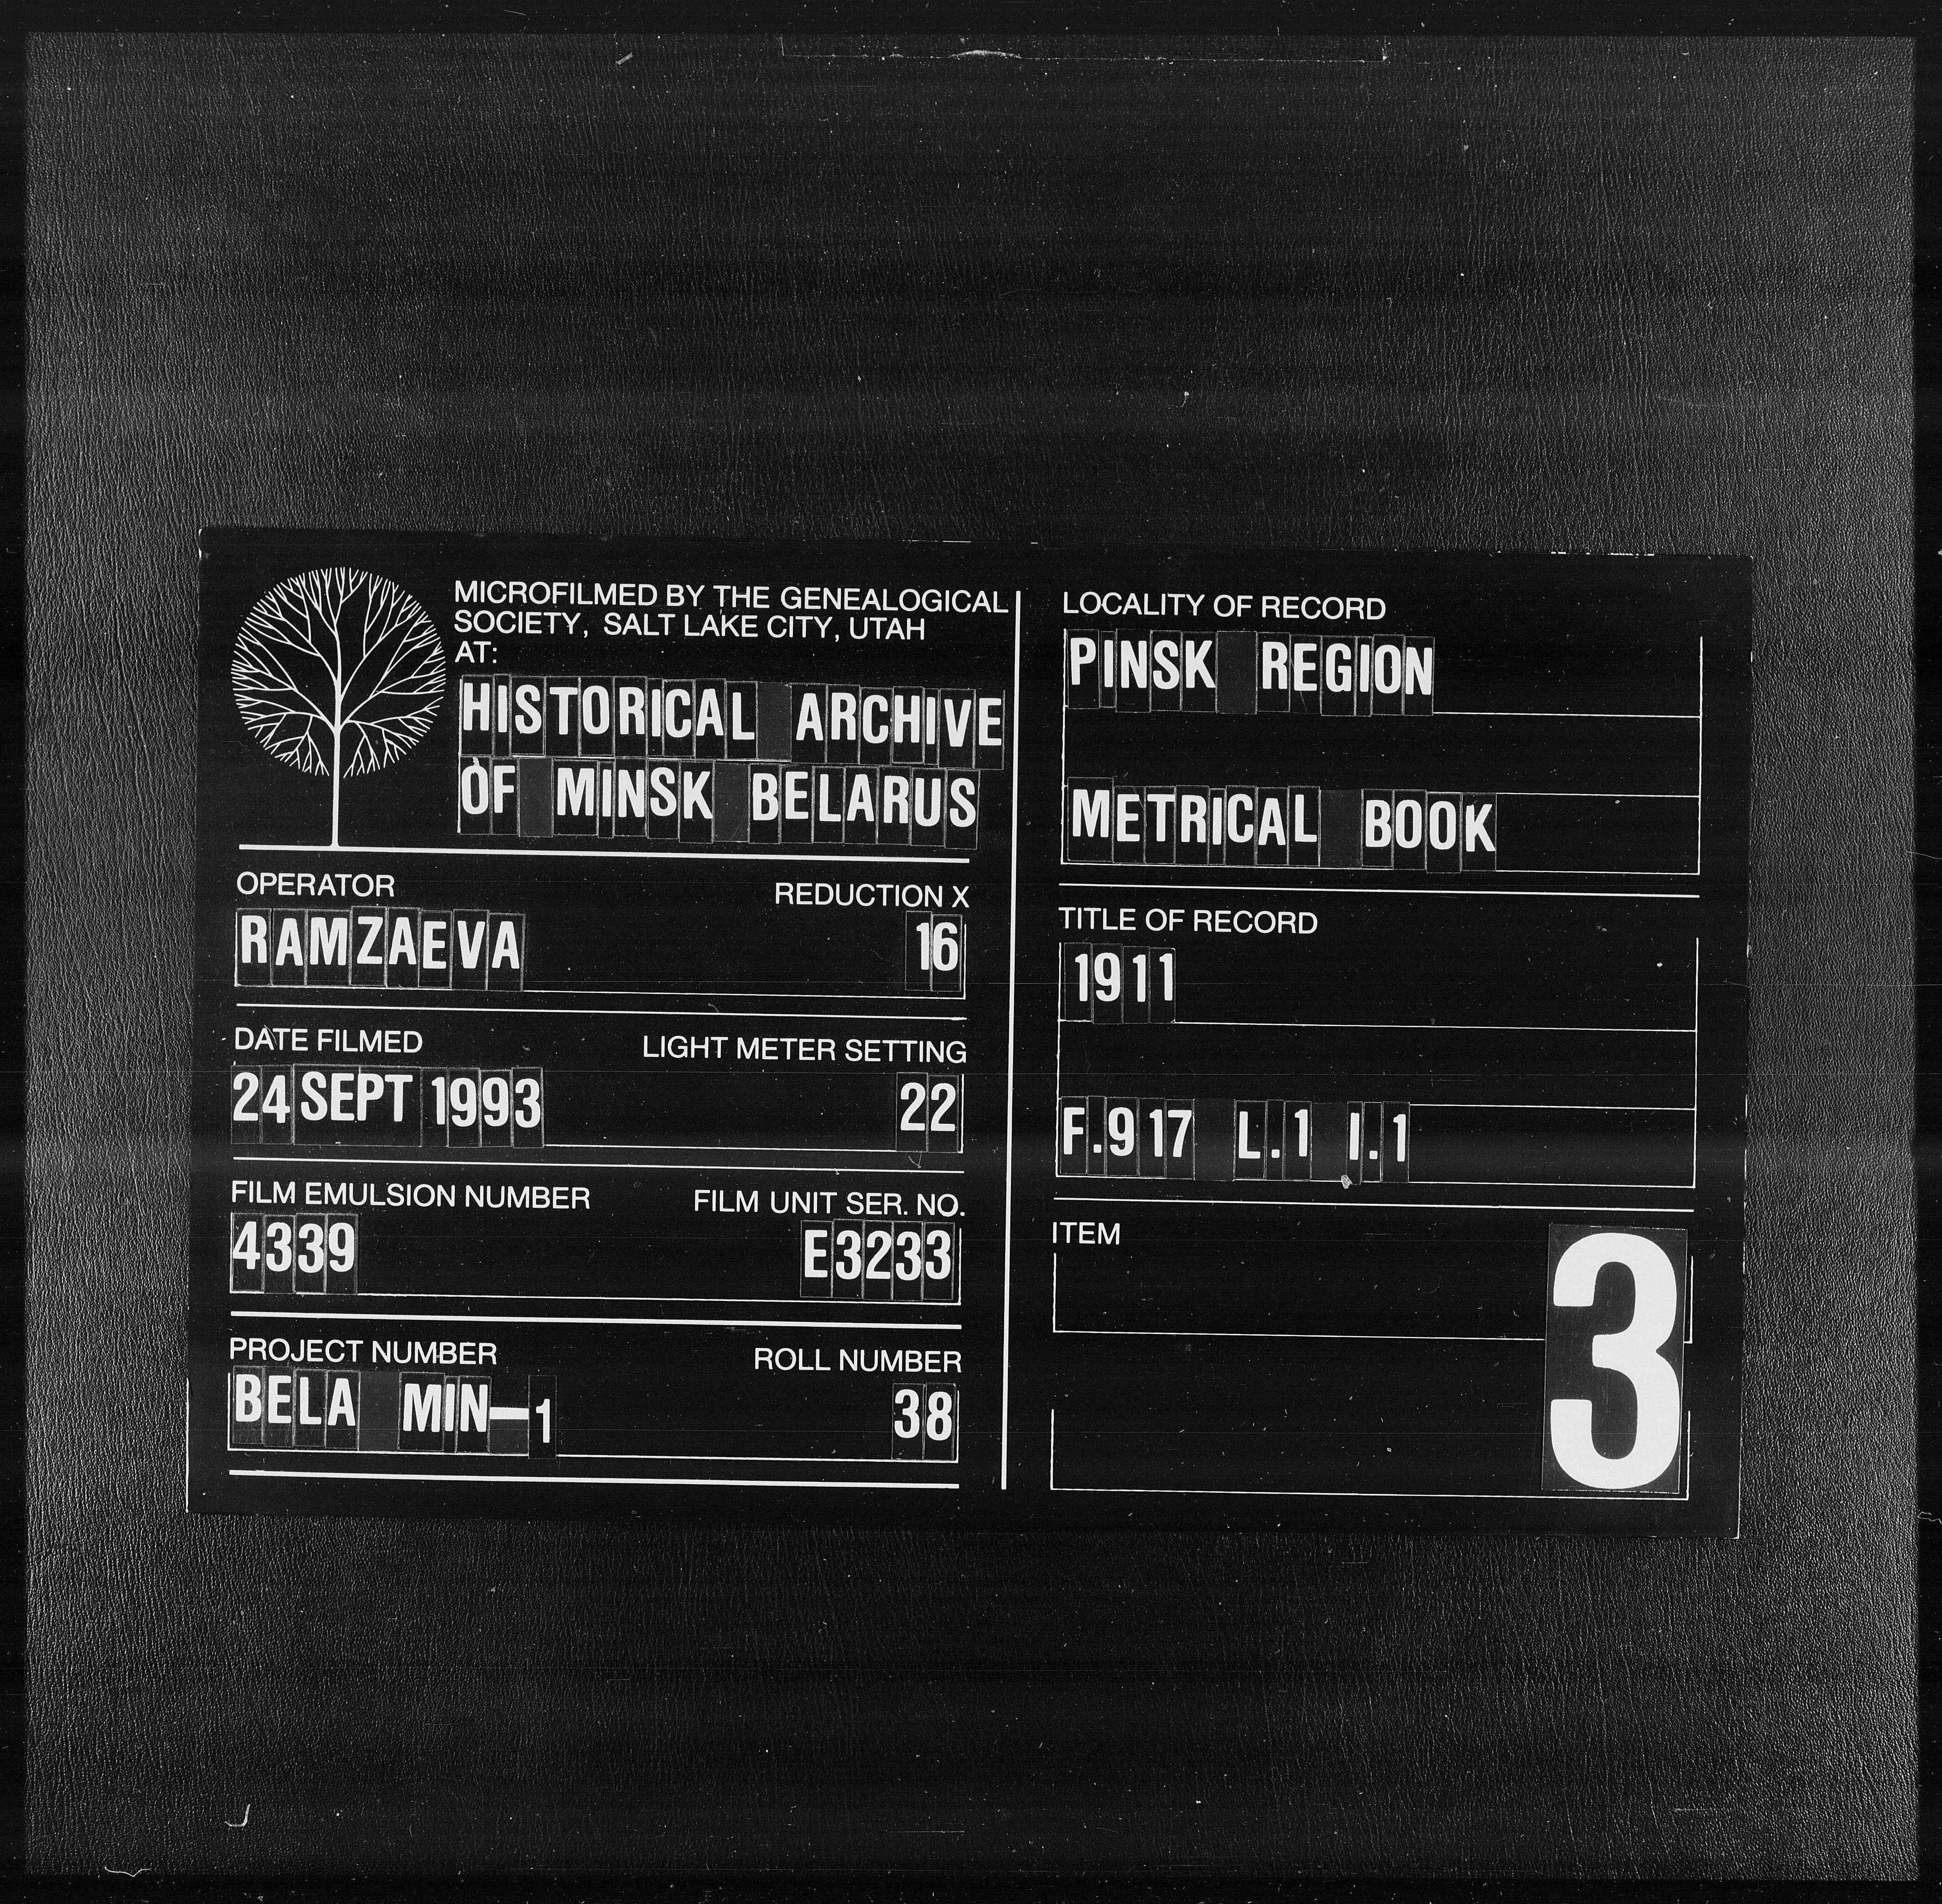 MICROFILMED BY THE GENEALOGICAL
SOCIETY, SALT LAKE CITY, UTAH
AT:
HISTORICAL ARCHIVE
OF MINSK BELARUS
OPERATOR REDUCTION X
RAMZAEVA 16
DATE FILMED LIGHT METER SETTING
24 SEPT 1993 22
FILM EMULSION NUMBER FILM UNIT SER. NO.
4339 E3233
PROJECT NUMBER ROLL NUMBER
BELA MIN-1 38
LOCALITY OF RECORD
PINSK REGION
METRICAL BOOK
TITLE OF RECORD
1911
F.917 L.1 I.1
ITEM
3